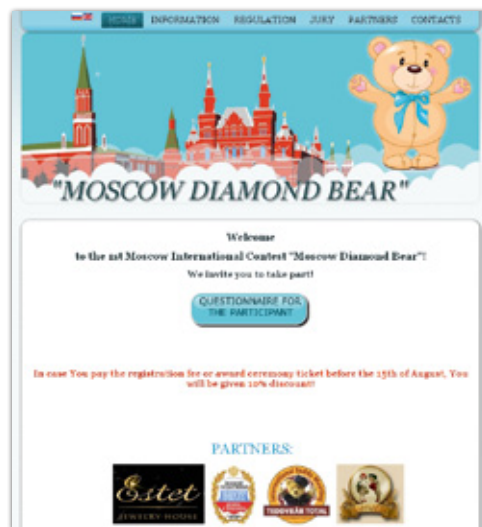 HOME INFORMATION REGULATION JURY PARTNERS CONTACTS
"MOSCOW DIAMOND BEAR"
Welcome
to the 1st Moscow International Contest "Moscow Diamond Bear"!
We invite you to take part!
QUESTIONNAIRE FOR
THE PARTICIPANT
In case You pay the registration fee or award ceremony ticket before the 15th of August, You
will be given 10% discount!
PARTNERS:
Estet
JEWELRY HOUSE
TEDDYBÄR TOTAL